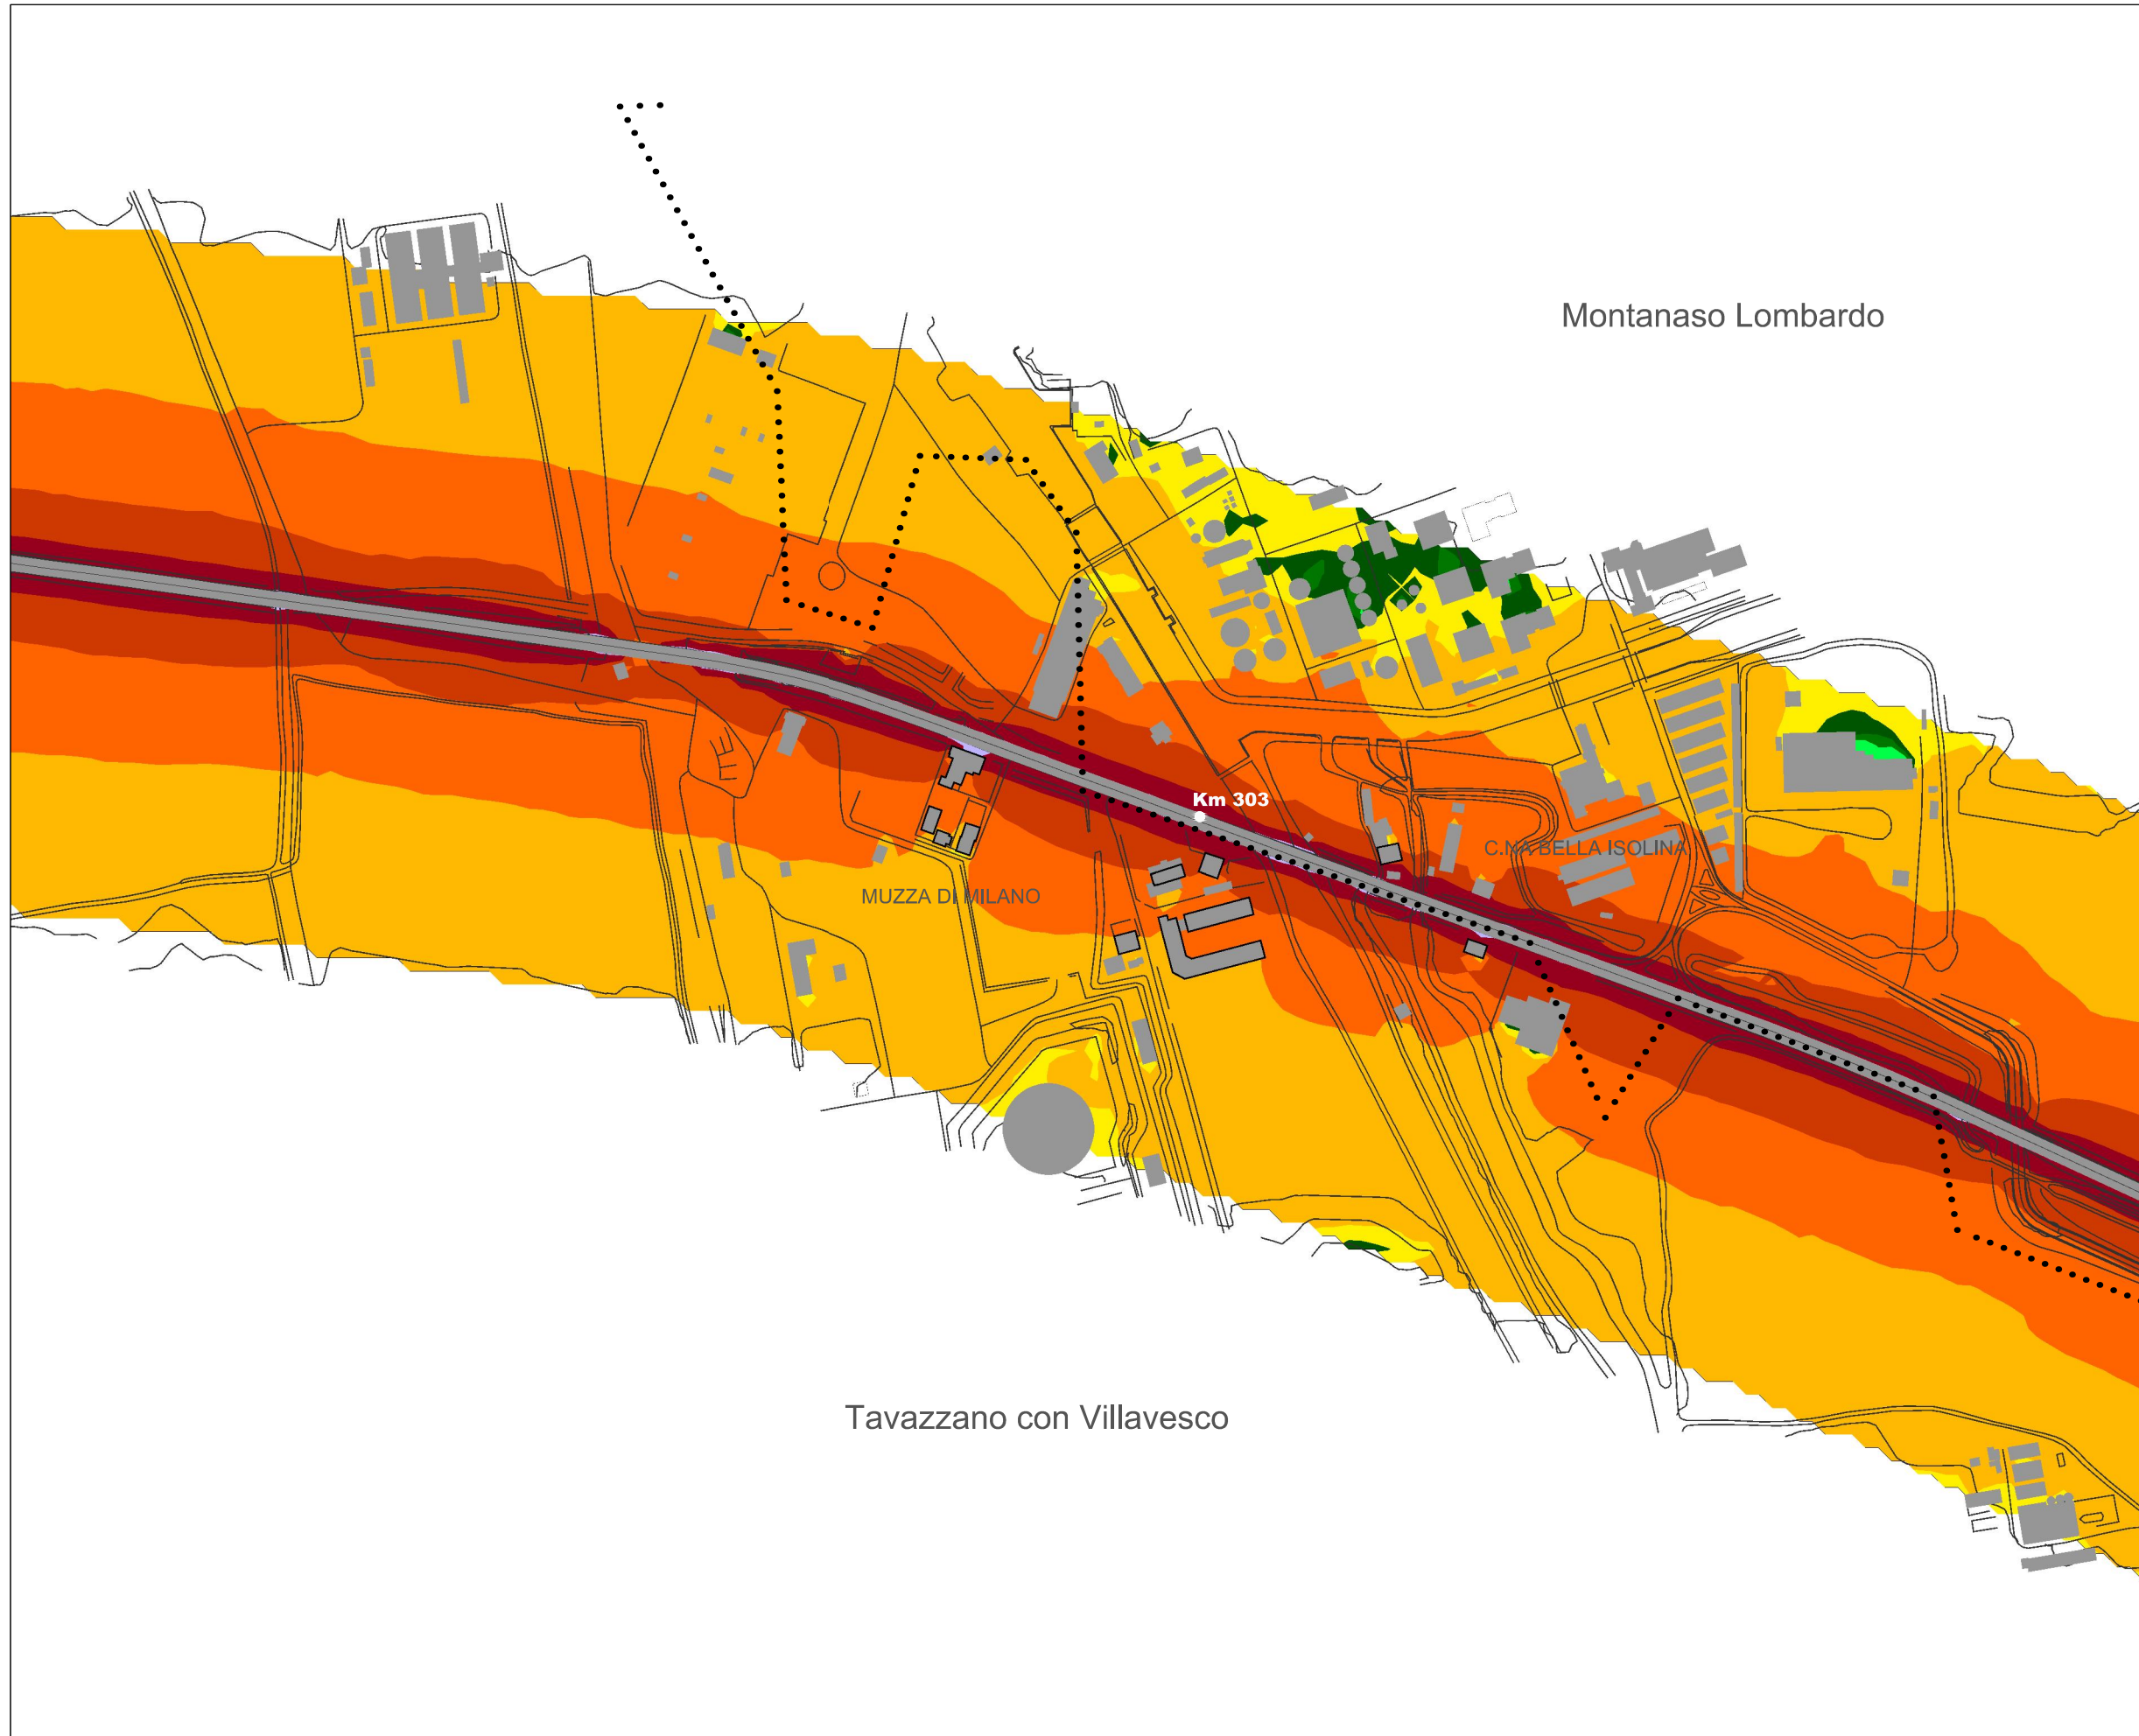 Montanaso Lombardo
Km 303
C.NA BELLA ISOLINA
MUZZA DI MILANO
Tavazzano con Villavesco